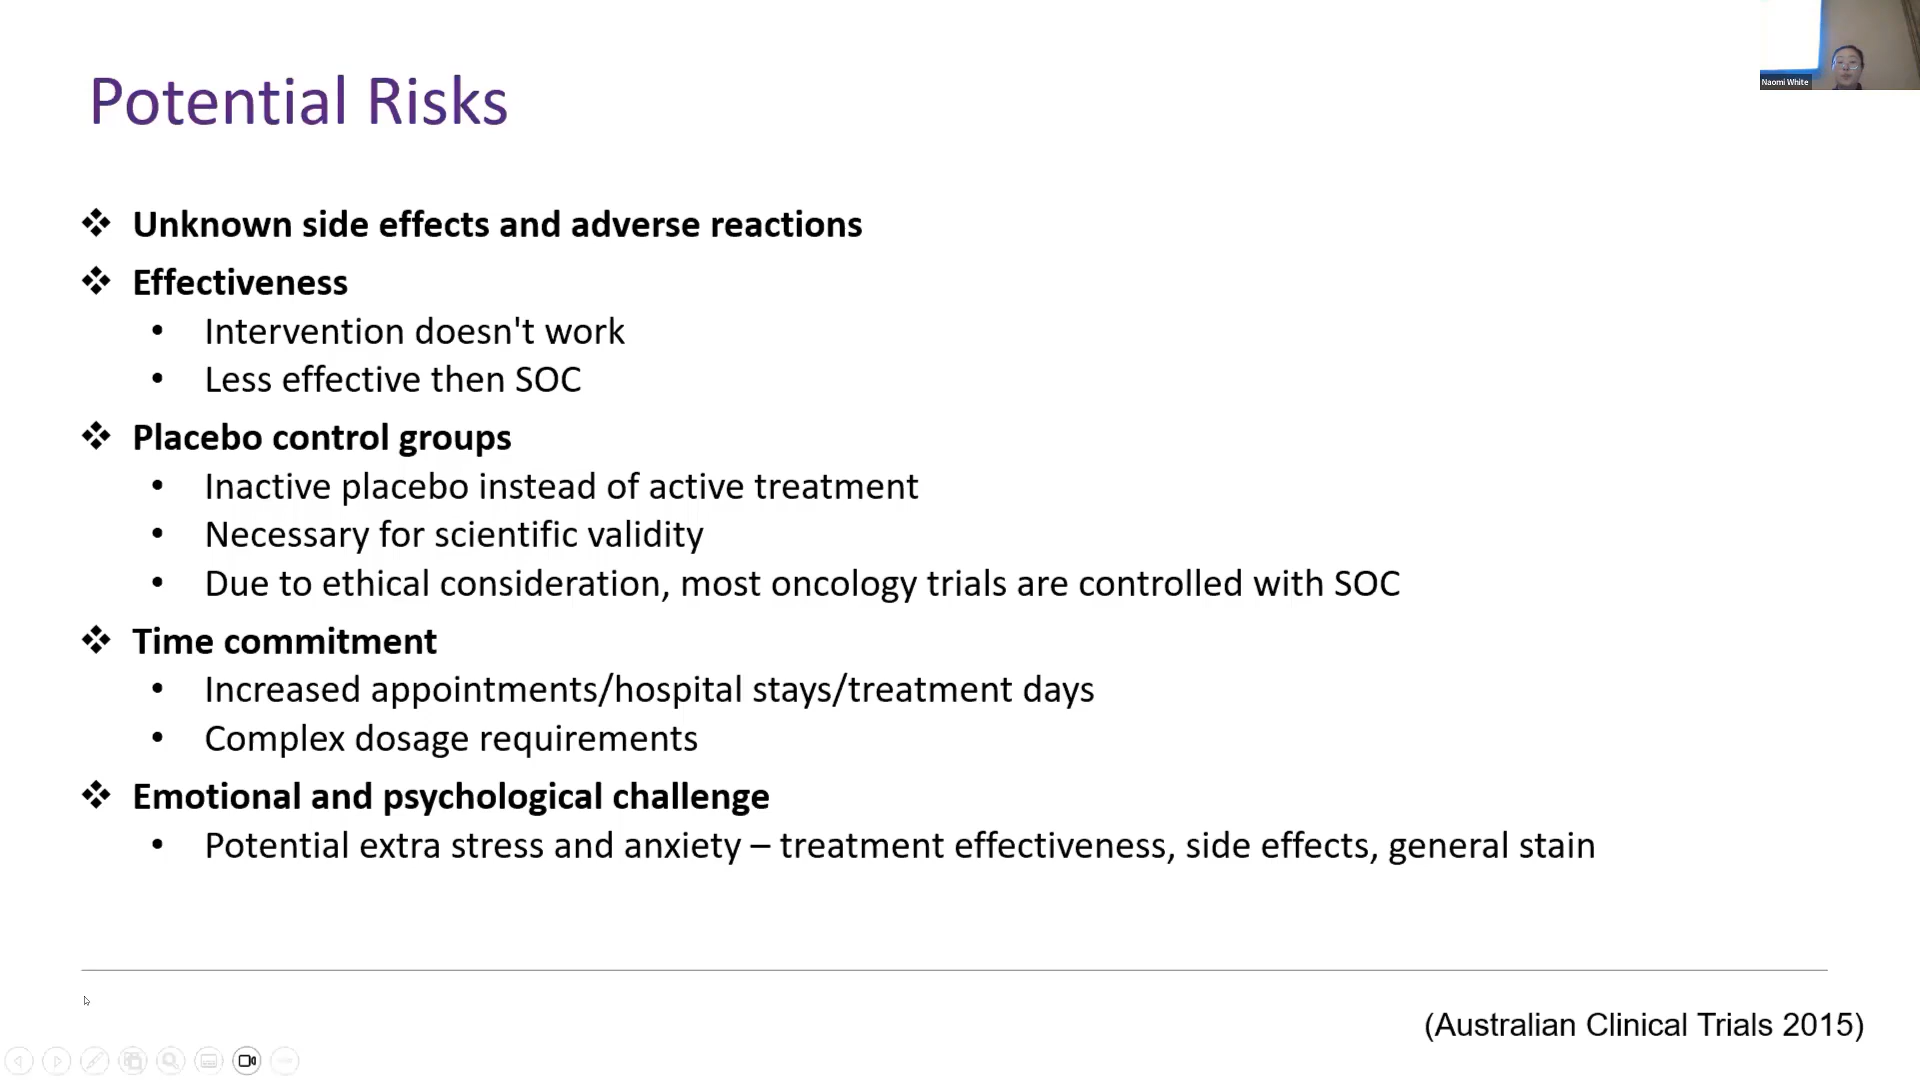 Naomi White
Potential Risks
❖ Unknown side effects and adverse reactions
❖ Effectiveness
• Intervention doesn't work
• Less effective then SOC
❖ Placebo control groups
• Inactive placebo instead of active treatment
• Necessary for scientific validity
• Due to ethical consideration, most oncology trials are controlled with SOC
❖ Time commitment
• Increased appointments/hospital stays/treatment days
• Complex dosage requirements
❖ Emotional and psychological challenge
• Potential extra stress and anxiety – treatment effectiveness, side effects, general stain
(Australian Clinical Trials 2015)